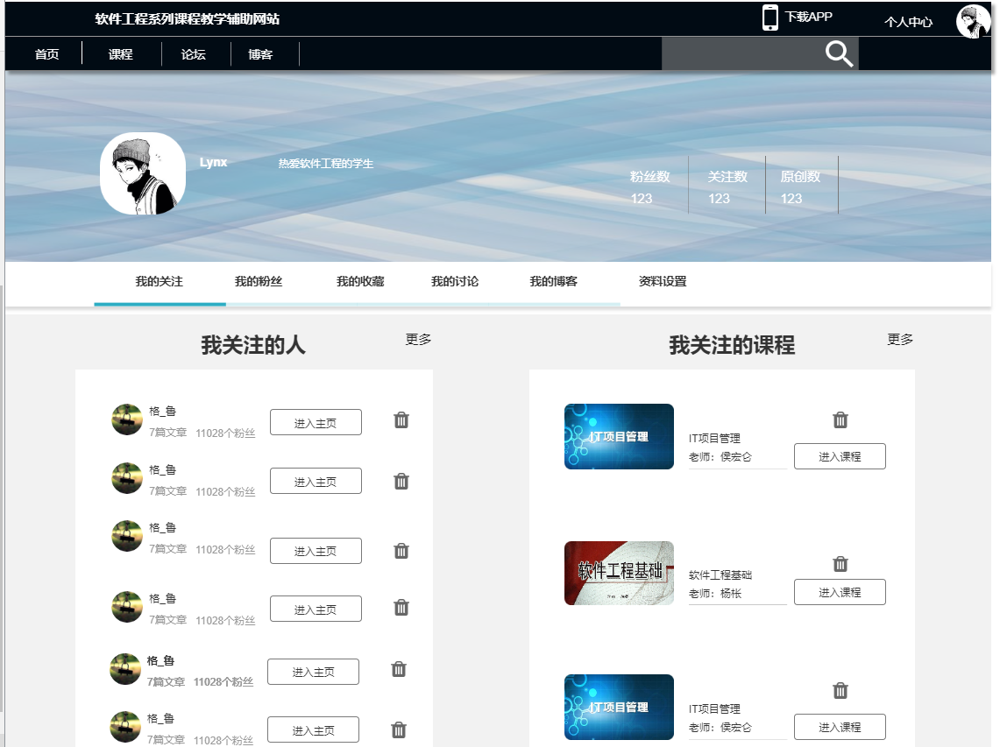 软件工程系列课程教学辅助网站
下载APP
个人中心
首页
课程
论坛
博客
Lynx
热爱软件工程的学生
粉丝数
关注数
原创数
123
123
123
我的关注
我的粉丝
我的收藏
我的讨论
我的博客
资料设置
我关注的人
更多
格_鲁
7篇文章 11028个粉丝
进入主页
格_鲁
7篇文章 11028个粉丝
进入主页
格_鲁
7篇文章 11028个粉丝
进入主页
格_鲁
7篇文章 11028个粉丝
进入主页
格_鲁
7篇文章 11028个粉丝
进入主页
格_鲁
7篇文章 11028个粉丝
进入主页
我关注的课程
更多
IT项目管理
IT项目管理
老师：侯宏仑
进入课程
软件工程基础
软件工程基础
老师：杨枨
进入课程
IT项目管理
IT项目管理
老师：侯宏仑
进入课程